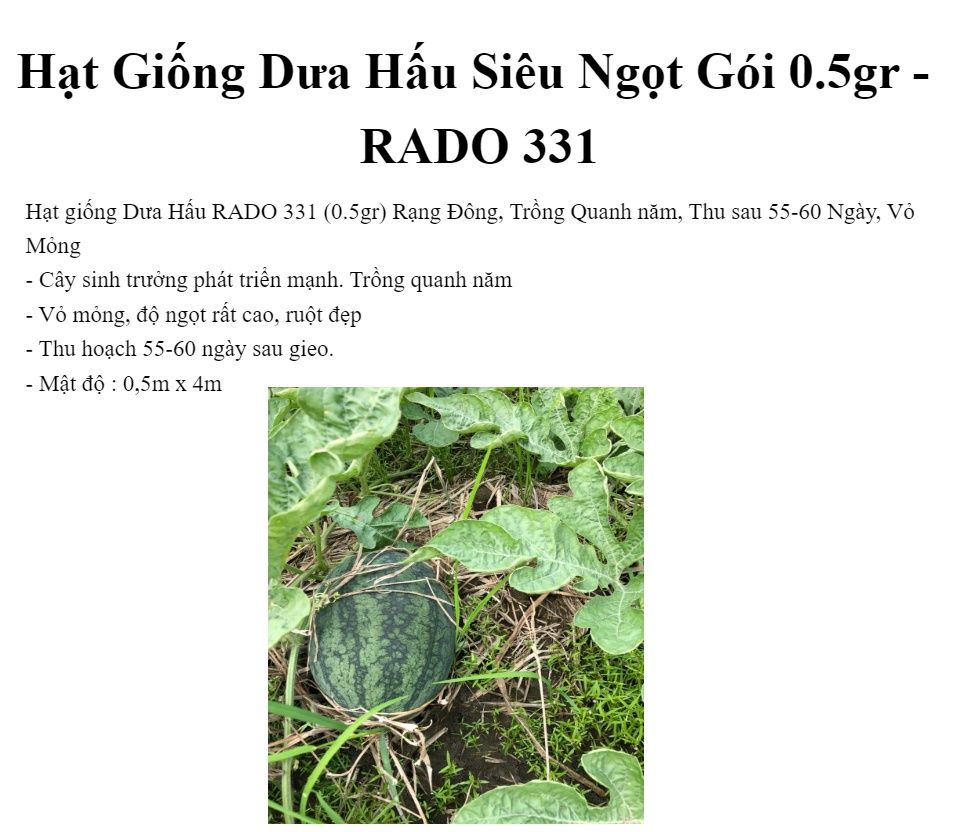 Hạt Giống Dưa Hấu Siêu Ngọt Gói 0.5gr -
RADO 331
Hạt giống Dưa Hấu RADO 331 (0.5gr) Rạng Đông, Trồng Quanh năm, Thu sau 55-60 Ngày, Vỏ
Mỏng
- Cây sinh trưởng phát triển mạnh. Trồng quanh năm
- Vỏ mỏng, độ ngọt rất cao, ruột đẹp
- Thu hoạch 55-60 ngày sau gieo.
- Mật độ : 0,5m x 4m